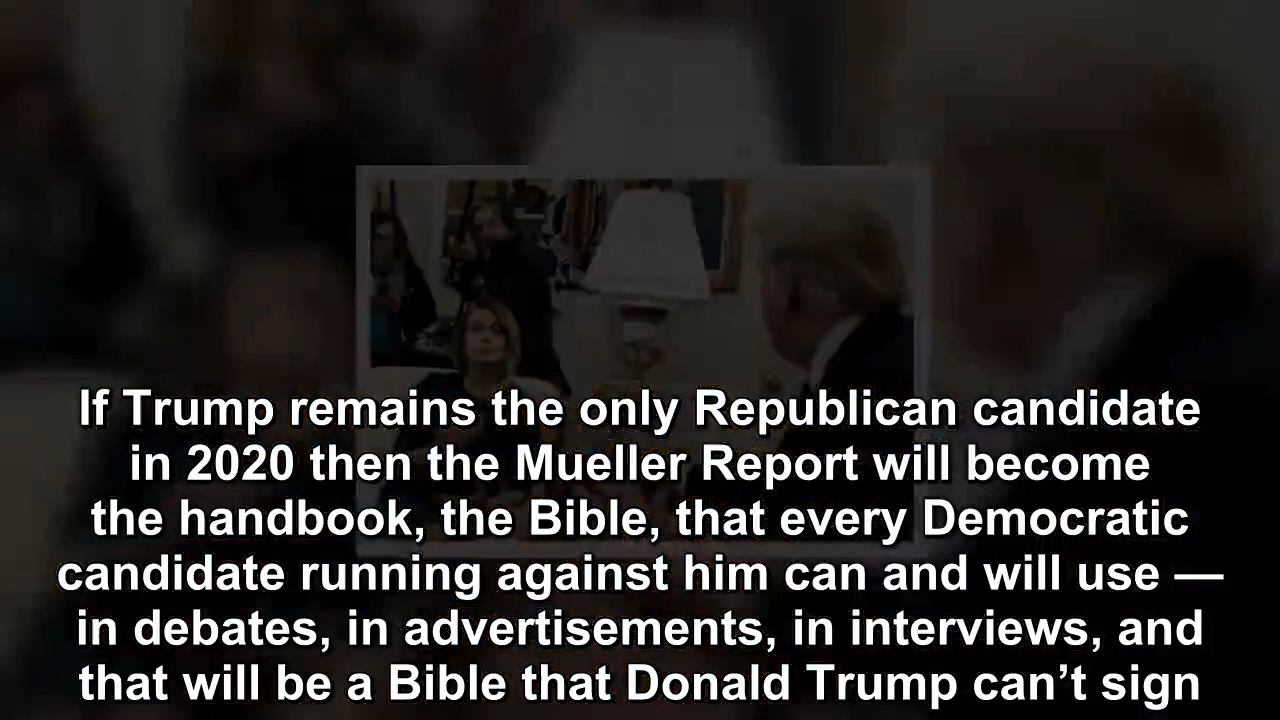 If Trump remains the only Republican candidate
in 2020 then the Mueller Report will become
the handbook, the Bible, that every Democratic
candidate running against him can and will use —
in debates, in advertisements, in interviews, and
that will be a Bible that Donald Trump can’t sign